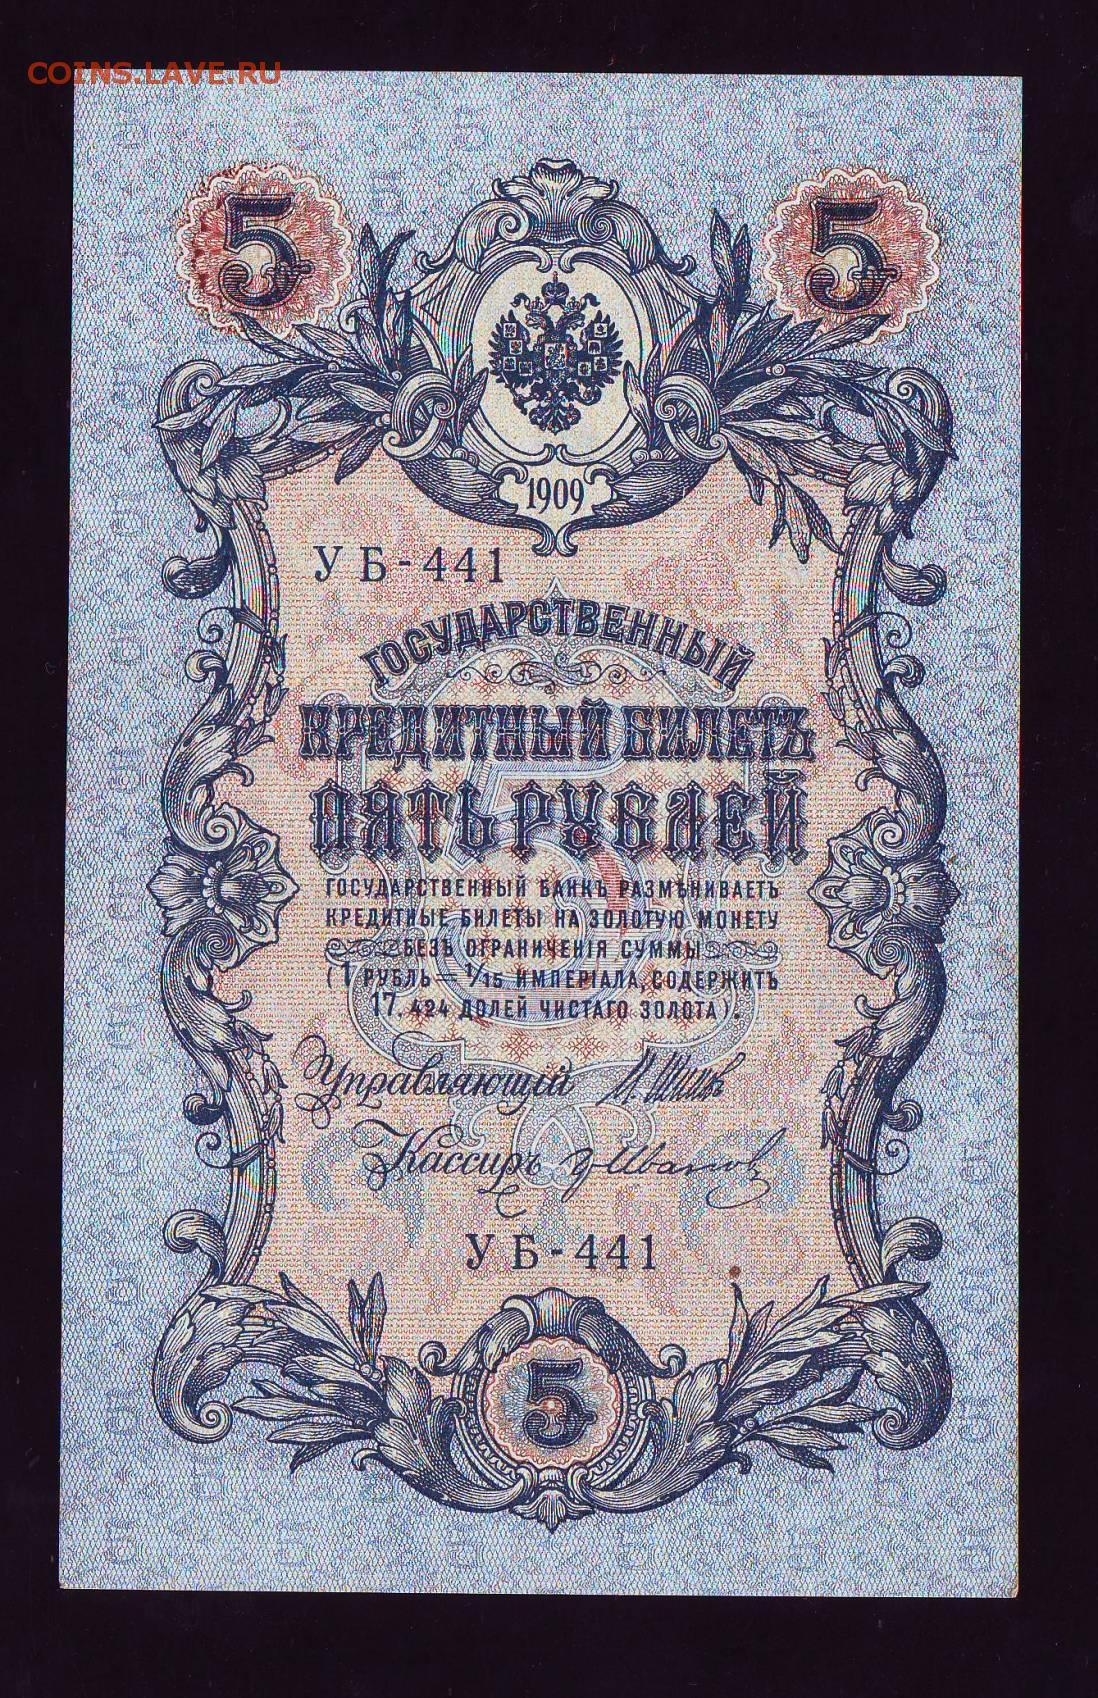 COINS.LAVE.RU
5 5
1909
УБ-441
ГОСУДАРСТВЕННЫЙ
КРЕДИТНЫЙ БИЛЕТЪ
ПЯТЬ РУБЛЕЙ
ГОСУДАРСТВЕННЫЙ БАНКЪ РАЗМѢНИВАЕТЪ
КРЕДИТНЫЕ БИЛЕТЫ НА ЗОЛОТУЮ МОНЕТУ
БЕЗЪ ОГРАНИЧЕНІЯ СУММЫ
(1 РУБЛЬ — 1/15 ИМПЕРІАЛА, СОДЕРЖИТЪ
17,424 ДОЛЕЙ ЧИСТАГО ЗОЛОТА).
Управляющій И. Шиповъ
Кассиръ Ивановъ
УБ-441
5